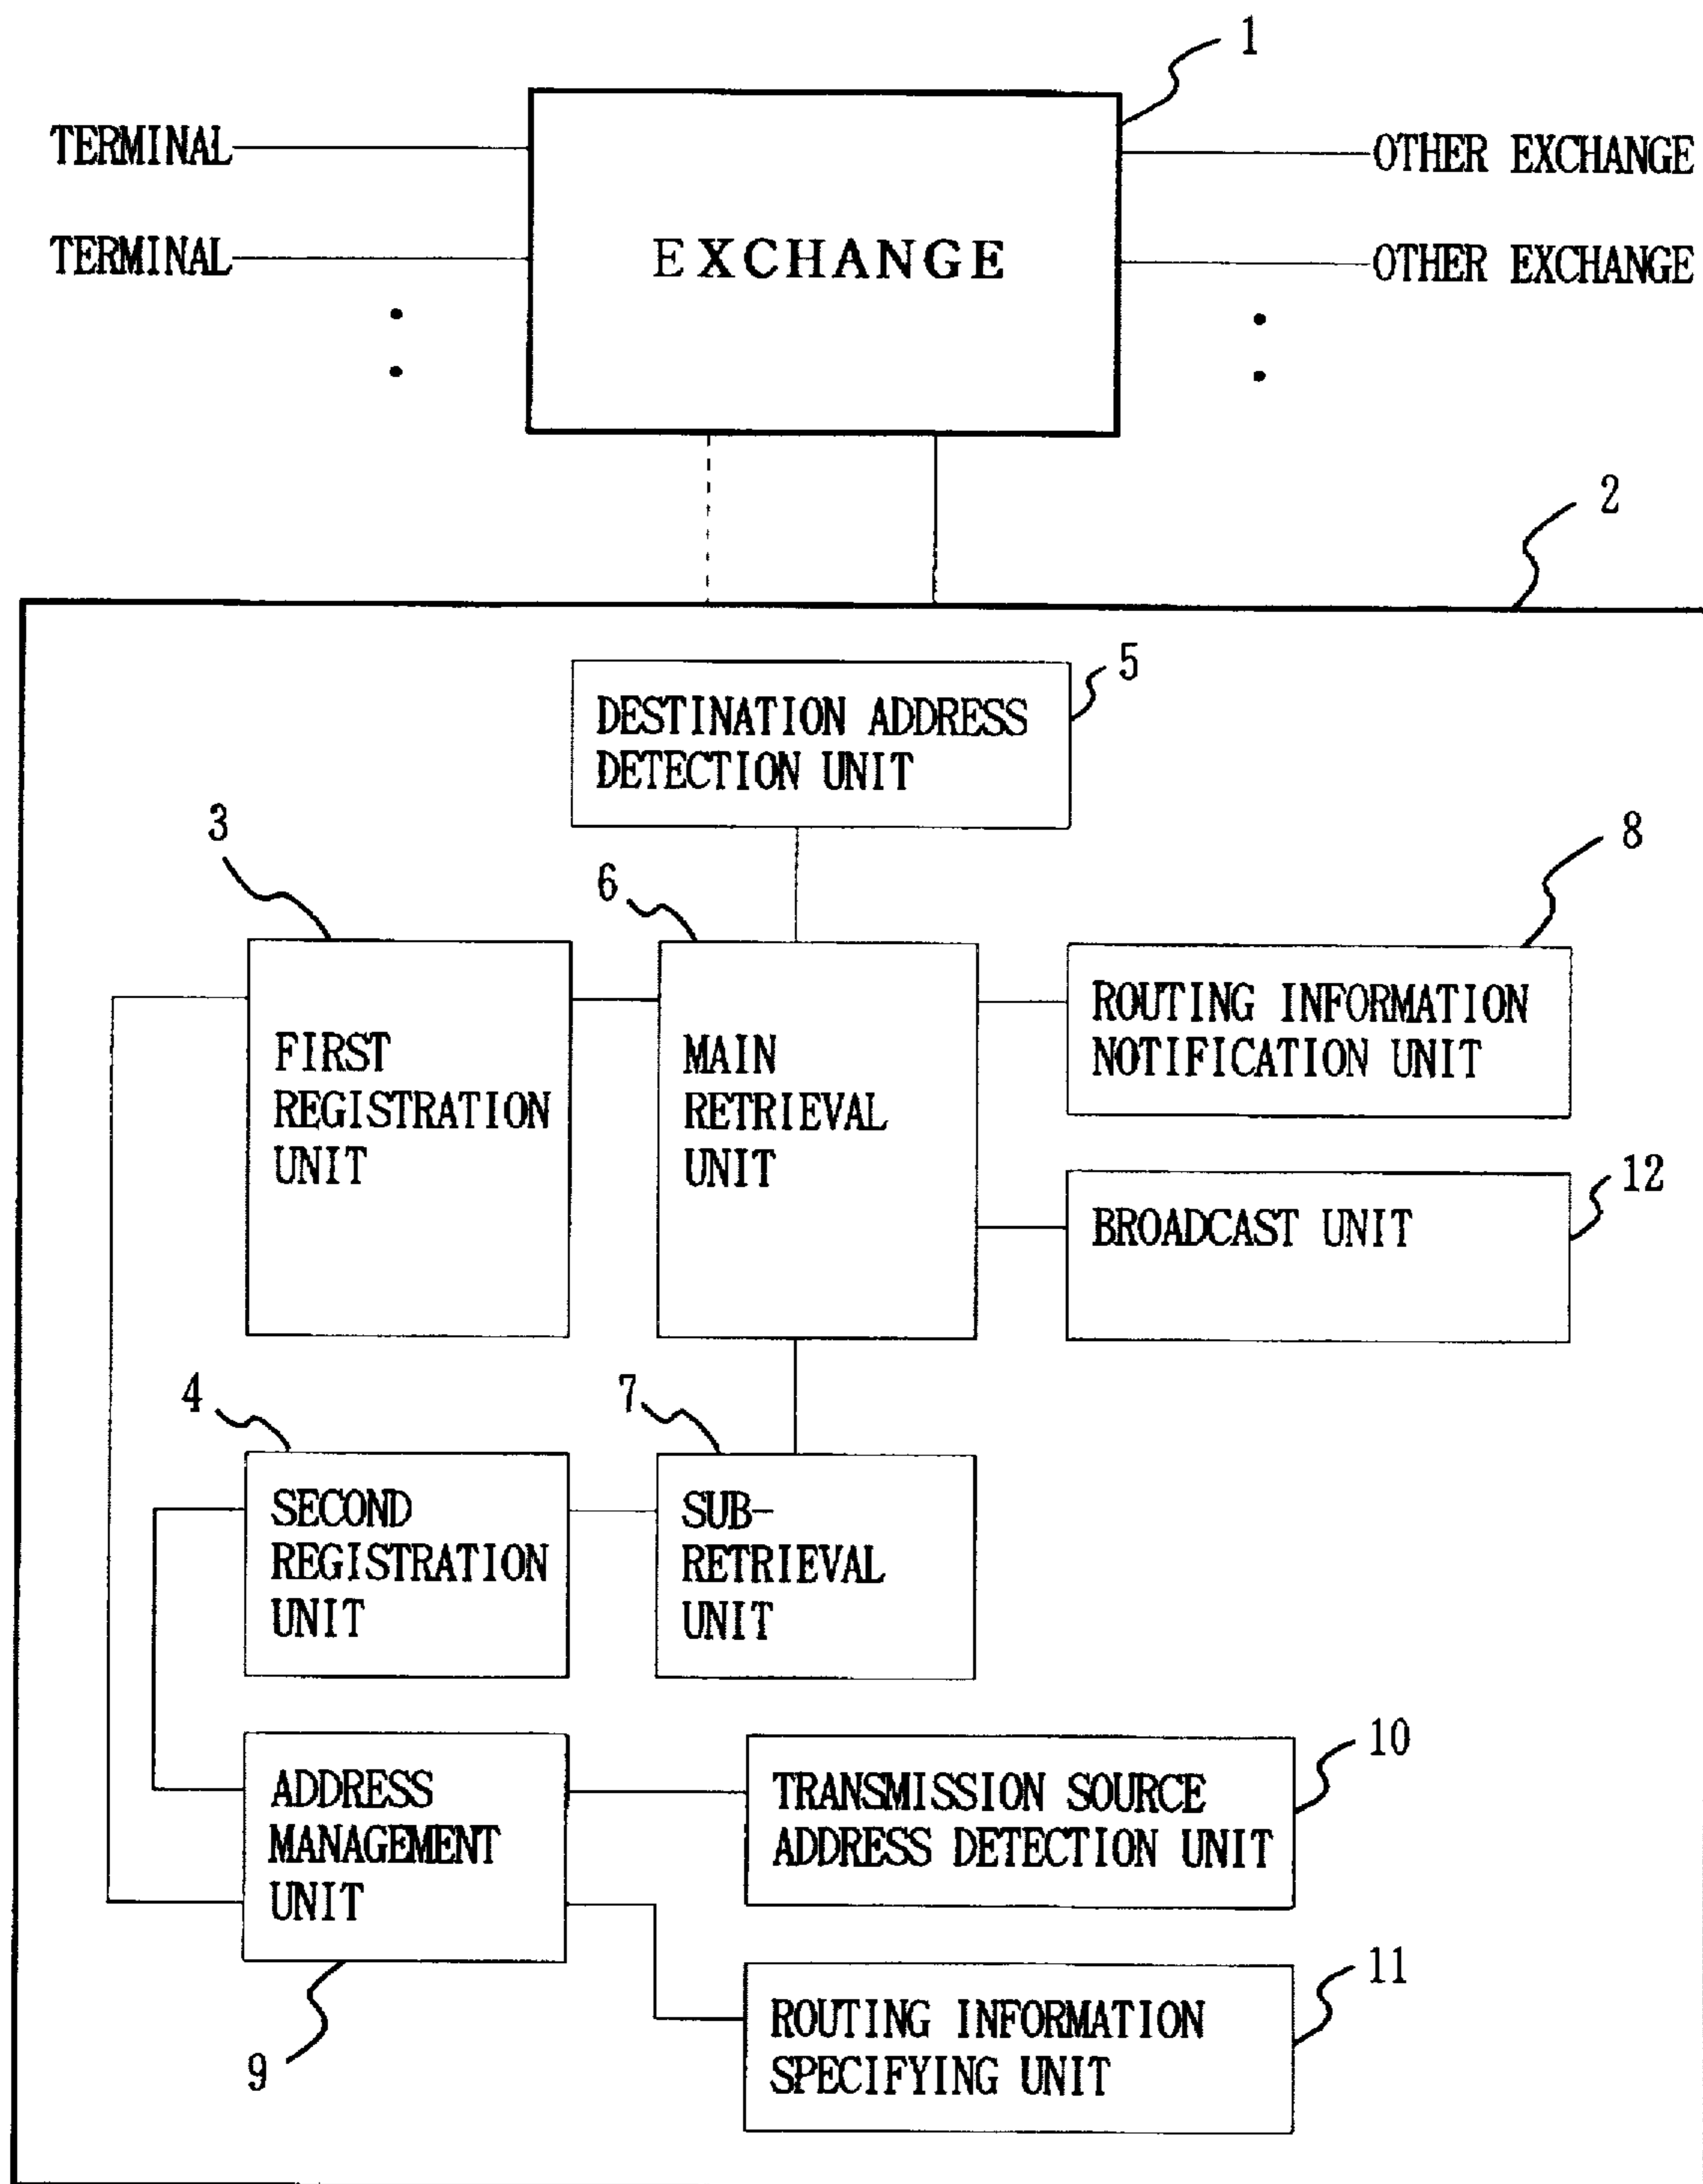 1
TERMINAL
OTHER EXCHANGE
EXCHANGE
TERMINAL
OTHER EXCHANGE
2
5
DESTINATION ADDRESS
DETECTION UNIT
3
6
8
FIRST
REGISTRATION
UNIT
MAIN
RETRIEVAL
UNIT
ROUTING INFORMATION
NOTIFICATION UNIT
12
BROADCAST UNIT
4
7
SECOND
REGISTRATION
UNIT
SUB-
RETRIEVAL
UNIT
10
ADDRESS
MANAGEMENT
UNIT
TRANSMISSION SOURCE
ADDRESS DETECTION UNIT
11
9
ROUTING INFORMATION
SPECIFYING UNIT